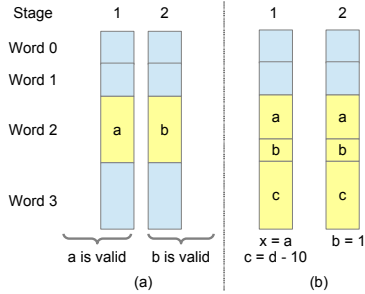 Stage 1 2 1 2
Word 0
Word 1
Word 2 a b a a
b b
Word 3 c c
a is valid b is valid x = a b = 1
c = d - 10
(a) (b)